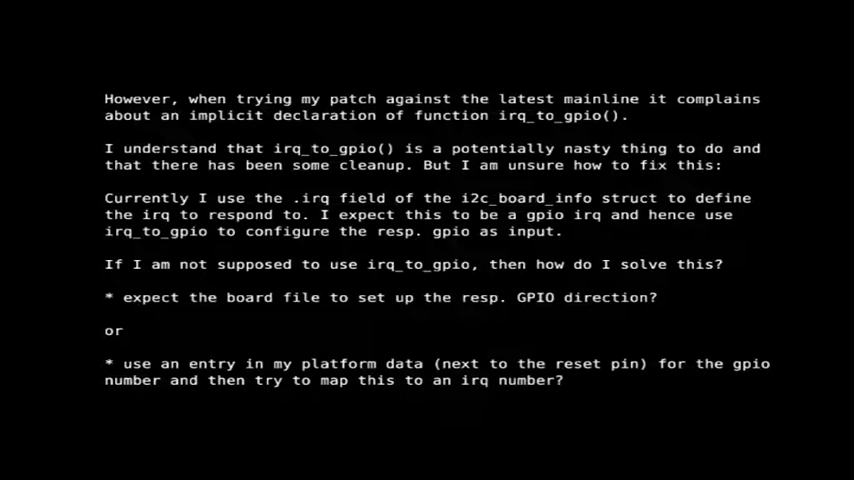 However, when trying my patch against the latest mainline it complains
about an implicit declaration of function irq_to_gpio().
I understand that irq_to_gpio() is a potentially nasty thing to do and
that there has been some cleanup. But I am unsure how to fix this:
Currently I use the .irq field of the i2c_board_info struct to define
the irq to respond to. I expect this to be a gpio irq and hence use
irq_to_gpio to configure the resp. gpio as input.
If I am not supposed to use irq_to_gpio, then how do I solve this?
* expect the board file to set up the resp. GPIO direction?
or
* use an entry in my platform data (next to the reset pin) for the gpio
number and then try to map this to an irq number?